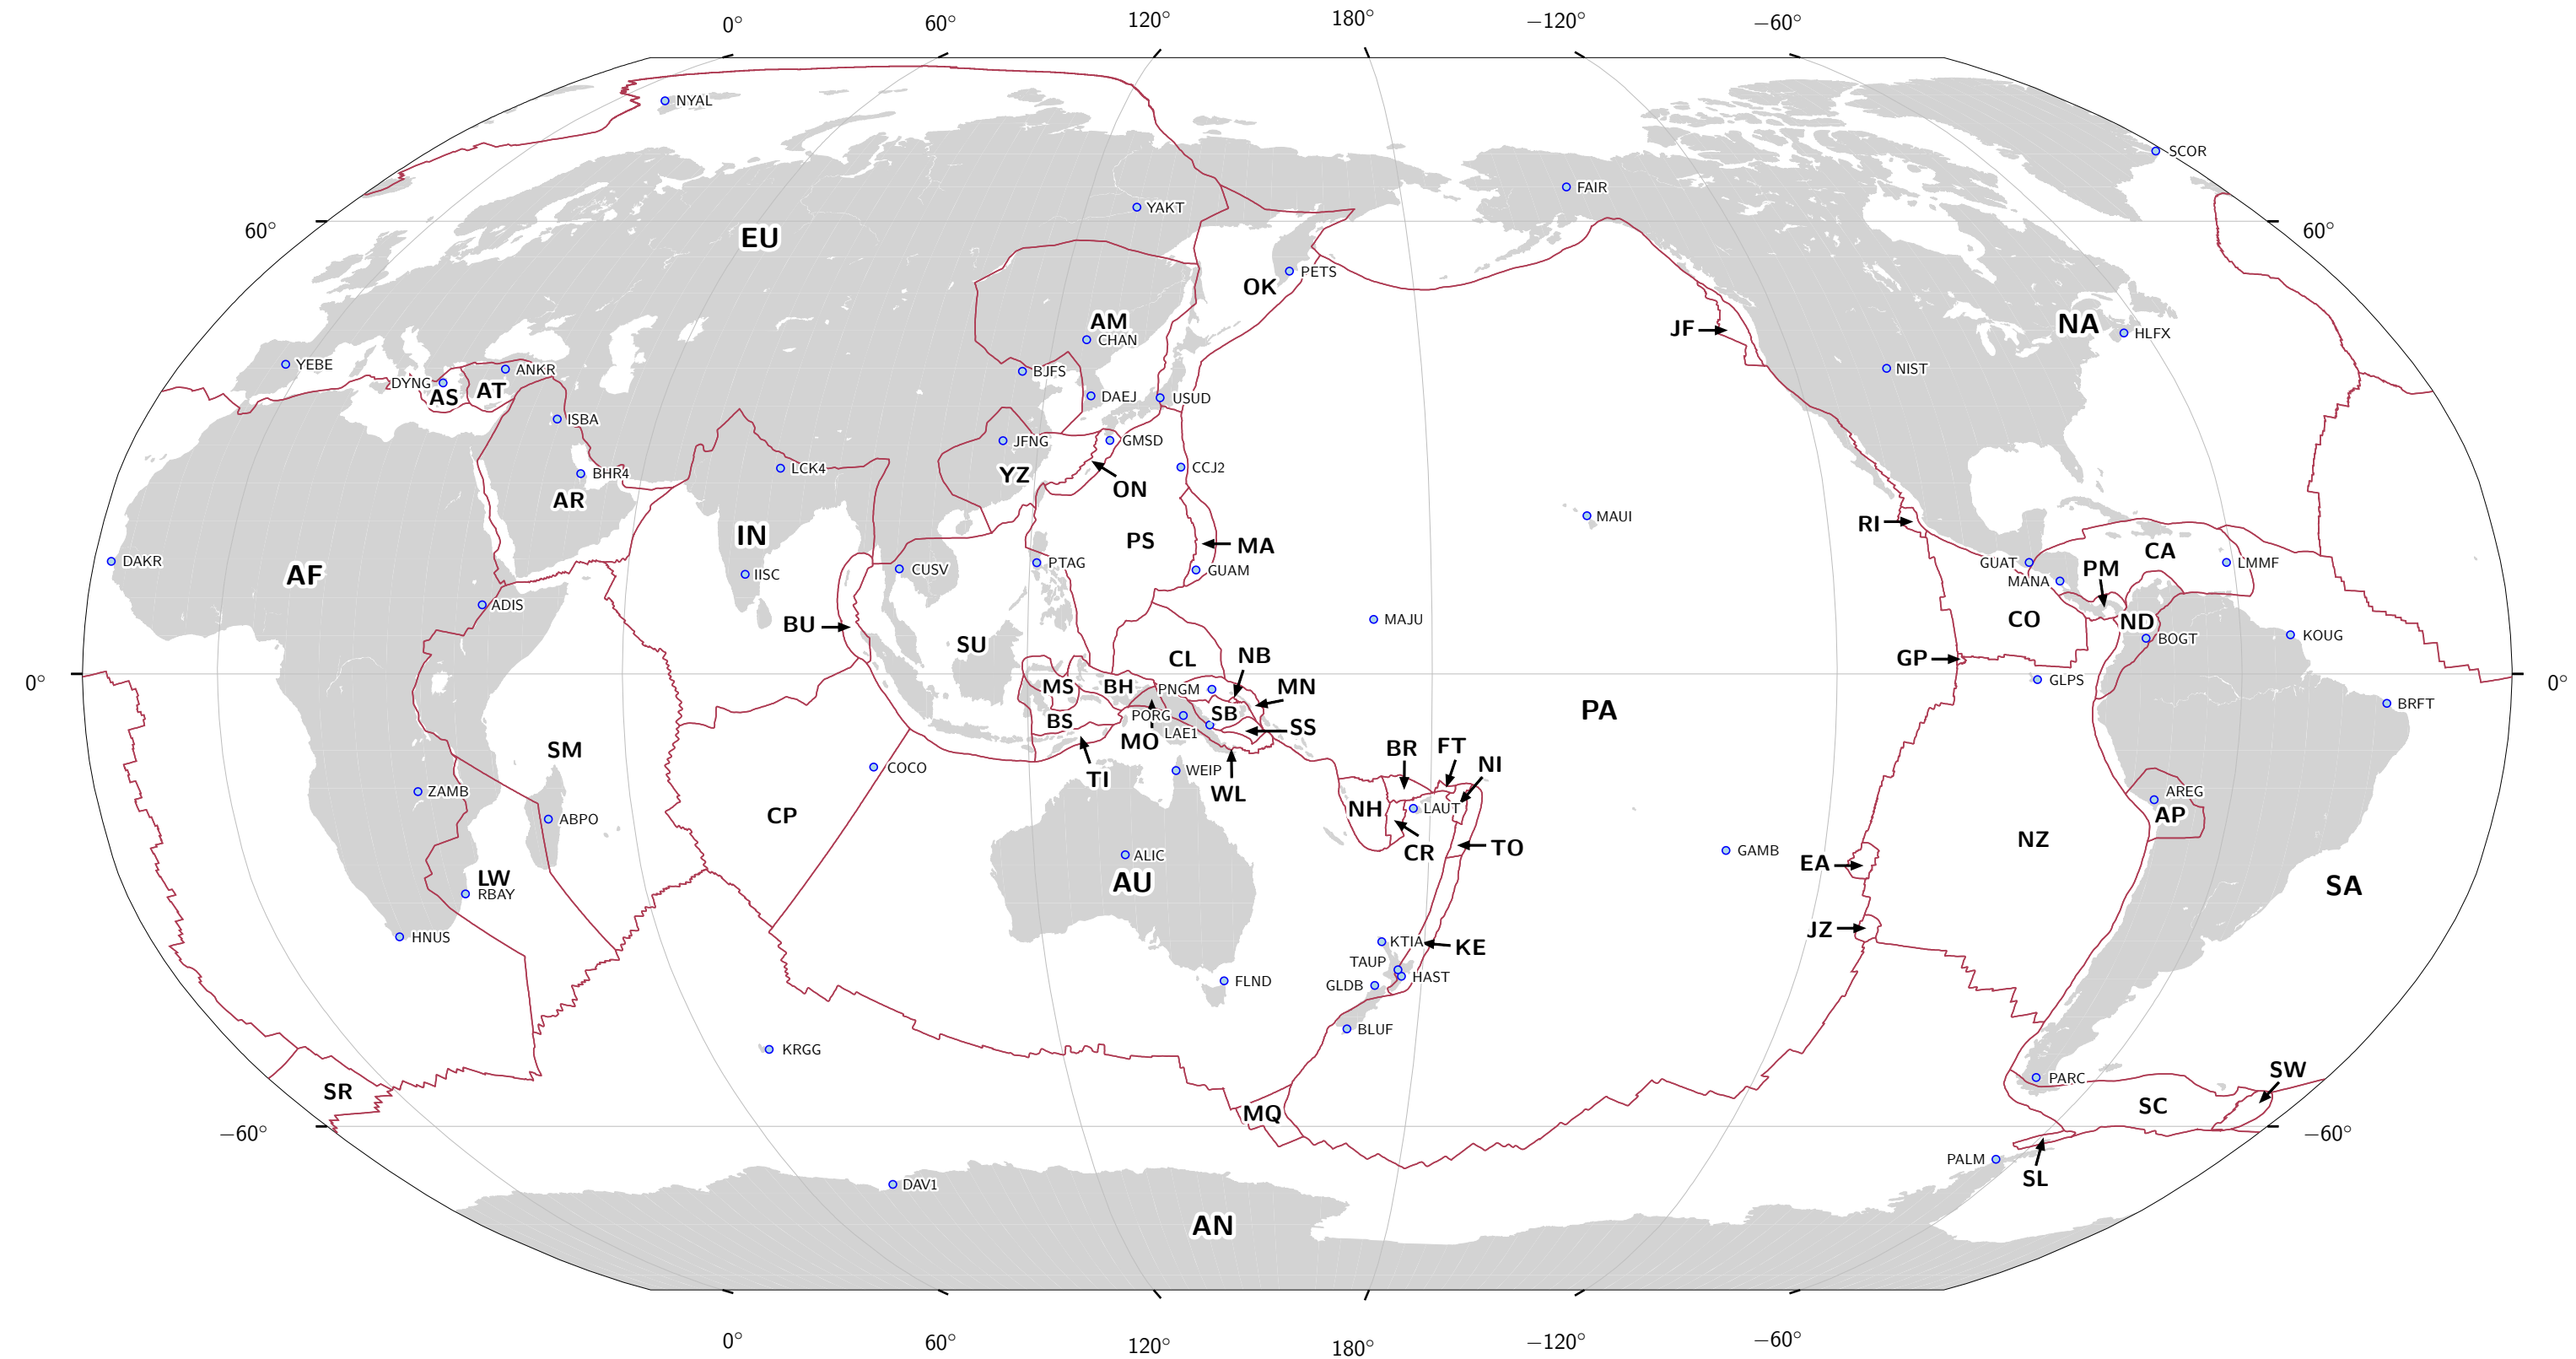 0° 60° 120° 180° −120° −60°
NYAL
SCOR
FAIR
YAKT
60° 60°
EU
PETS
OK
AM
NA
JF
HLFX
CHAN
YEBE
ANKR
BJFS
NIST
DYNG
AT
AS
DAEJ
USUD
ISBA
JFNG
GMSD
LCK4
CCJ2
BHR4
YZ
ON
AR
MAUI
RI
IN
PS
MA
CA
DAKR
PTAG
GUAT
LMMF
PM
CUSV
GUAM
AF
IISC
MANA
ADIS
BU
MAJU
CO
ND
KOUG
BOGT
SU
CL
NB
GP
0° 0°
MS
BH
PNGM
MN
GLPS
BRFT
PA
BS
PORG
SB
SS
LAE1
MO
SM
BR
FT
NI
COCO
WEIP
TI
WL
ZAMB
AREG
NH
LAUT
AP
CP
ABPO
NZ
CR
TO
GAMB
ALIC
EA
AU
LW
SA
RBAY
JZ
HNUS
KTIA
KE
TAUP
HAST
FLND
GLDB
BLUF
KRGG
SW
PARC
SR
SC
MQ
−60° −60°
PALM
SL
DAV1
AN
0° 60° 120° 180° −120° −60°